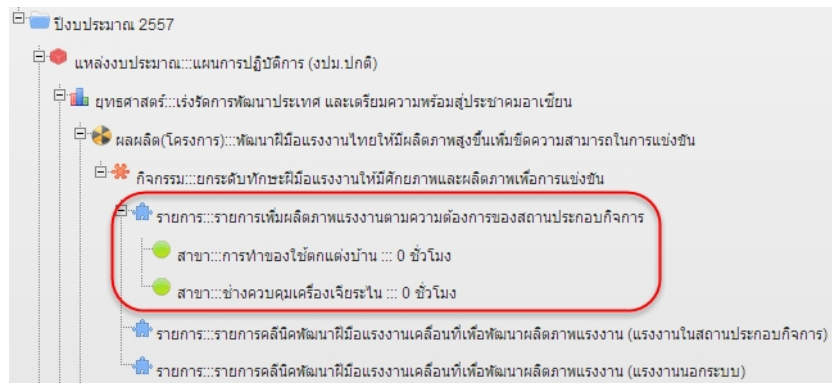 ปีงบประมาณ 2557
แหล่งงบประมาณ:::แผนการปฏิบัติการ (งปม.ปกติ)
ยุทธศาสตร์:::เร่งรัดการพัฒนาประเทศ และเตรียมความพร้อมสู่ประชาคมอาเซียน
ผลผลิต(โครงการ):::พัฒนาฝีมือแรงงานไทยให้มีผลิตภาพสูงขึ้นเพิ่มขีดความสามารถในการแข่งขัน
กิจกรรม:::ยกระดับทักษะฝีมือแรงงานให้มีศักยภาพและผลิตภาพเพื่อการแข่งขัน
รายการ:::รายการเพิ่มผลิตภาพแรงงานตามความต้องการของสถานประกอบกิจการ
สาขา:::การทำของใช้ตกแต่งบ้าน ::: 0 ชั่วโมง
สาขา:::ช่างควบคุมเครื่องเจียระไน ::: 0 ชั่วโมง
รายการ:::รายการคลีนิคพัฒนาฝีมือแรงงานเคลื่อนที่เพื่อพัฒนาผลิตภาพแรงงาน (แรงงานในสถานประกอบกิจการ)
รายการ:::รายการคลีนิคพัฒนาฝีมือแรงงานเคลื่อนที่เพื่อพัฒนาผลิตภาพแรงงาน (แรงงานนอกระบบ)